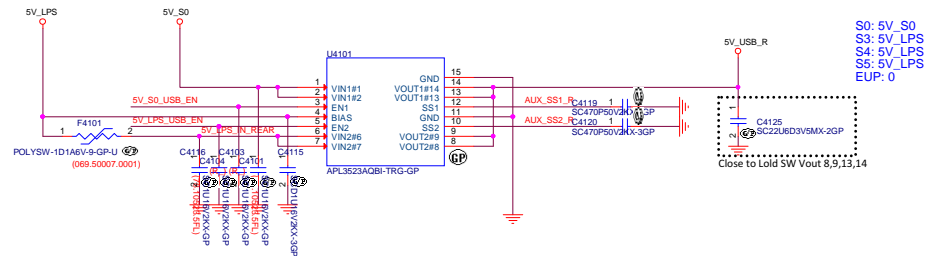 5V_LPS
5V_S0
5V_USB_R
S0: 5V_S0
S3: 5V_LPS
S4: 5V_LPS
S5: 5V_LPS
EUP: 0
U4101
1 VIN1#1
2 VIN1#2
3 EN1
4 BIAS
5 EN2
6 VIN2#6
7 VIN2#7
GND 15
VOUT1#14 14
VOUT1#13 13
SS1 12
GND 11
SS2 10
VOUT2#9 9
VOUT2#8 8
APL3523AQBI-TRG-GP
GP
5V_S0_USB_EN
5V_LPS_USB_EN
5V_LPS_IN_REAR
F4101
1 2
POLYSW-1D1A6V-9-GP-U
(069.50007.0001)
C4116
C4104
C4103
C4101
C4115
AUX_SS1_R
C4119
AUX_SS2_R
C4120
SC470P50V2KX-3GP
1
2
C4125
SC22U6D3V5MX-2GP
Close to Lold SW Vout 8,9,13,14